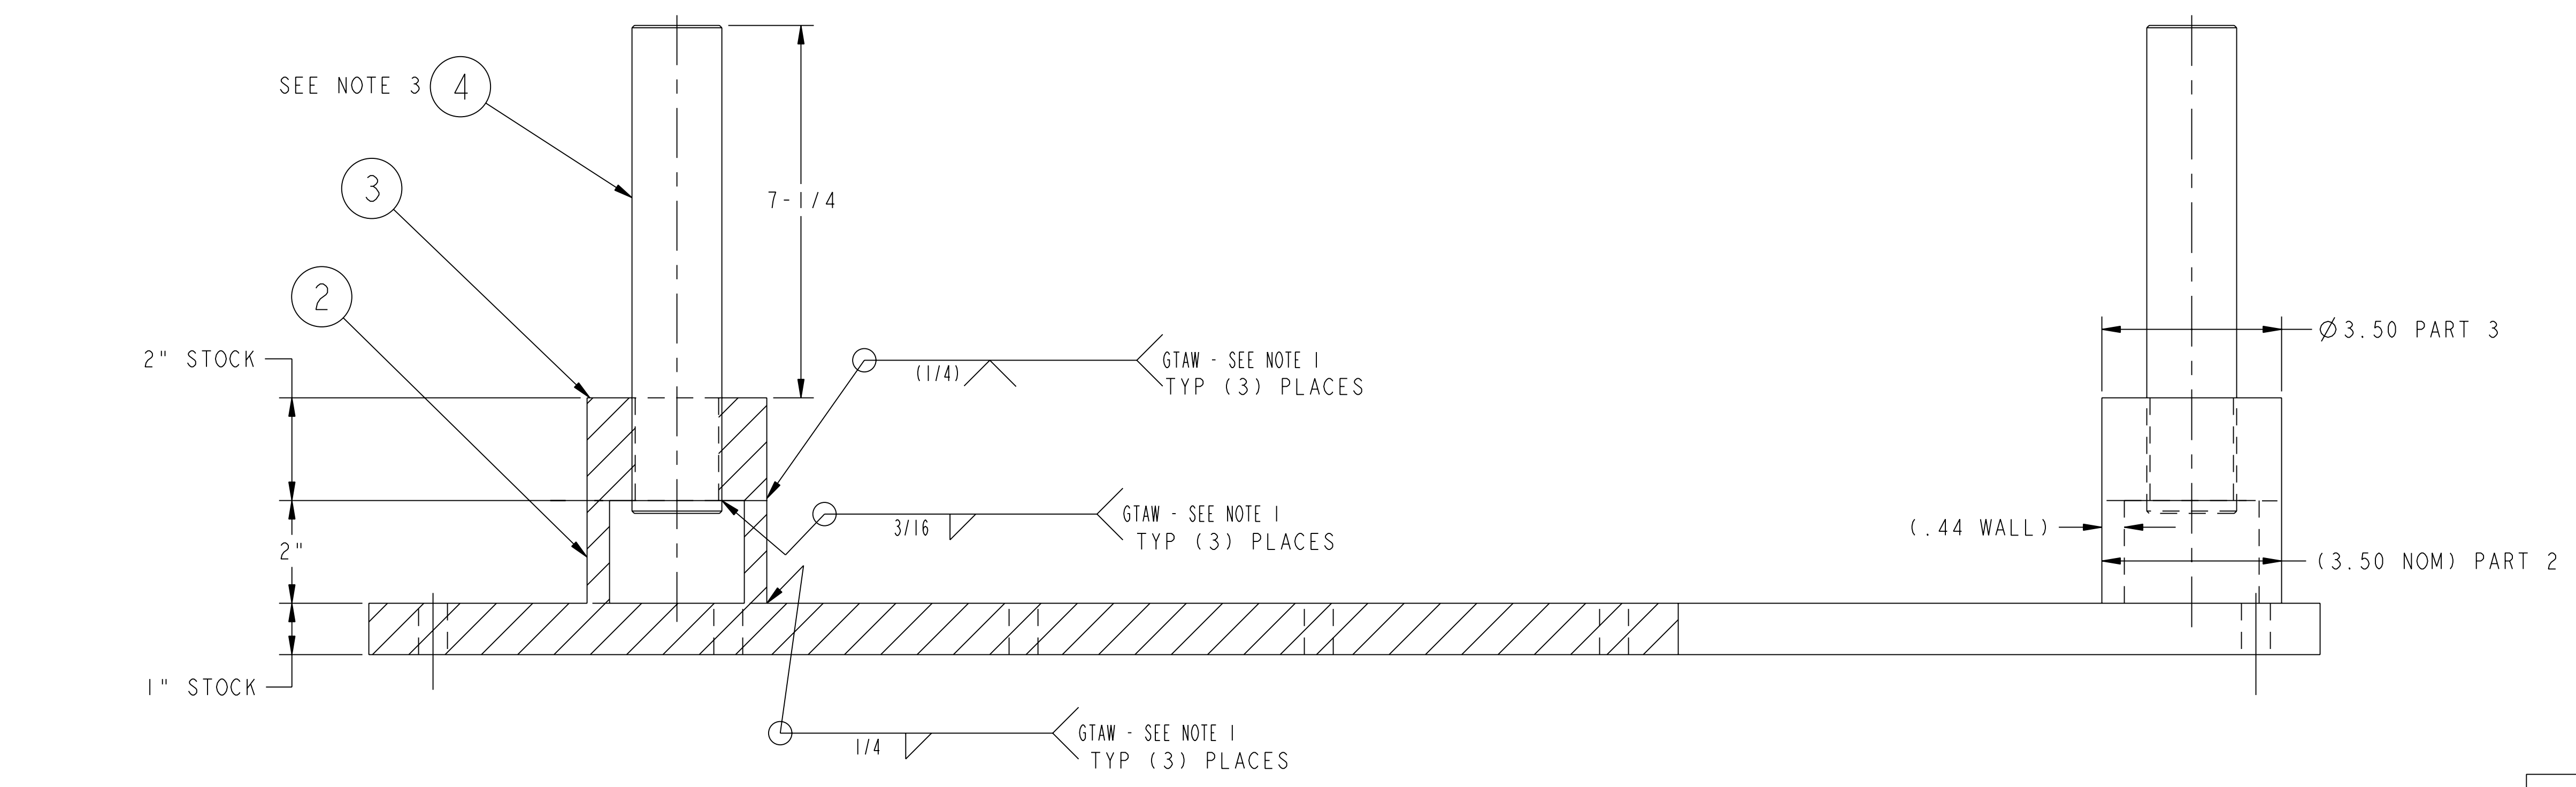 SEE NOTE 3
4
3
7-1/4
2
Ø3.50 PART 3
2" STOCK
(1/4)
GTAW - SEE NOTE 1
TYP (3) PLACES
3/16
GTAW - SEE NOTE 1
TYP (3) PLACES
(.44 WALL)
2"
(3.50 NOM) PART 2
1" STOCK
1/4
GTAW - SEE NOTE 1
TYP (3) PLACES